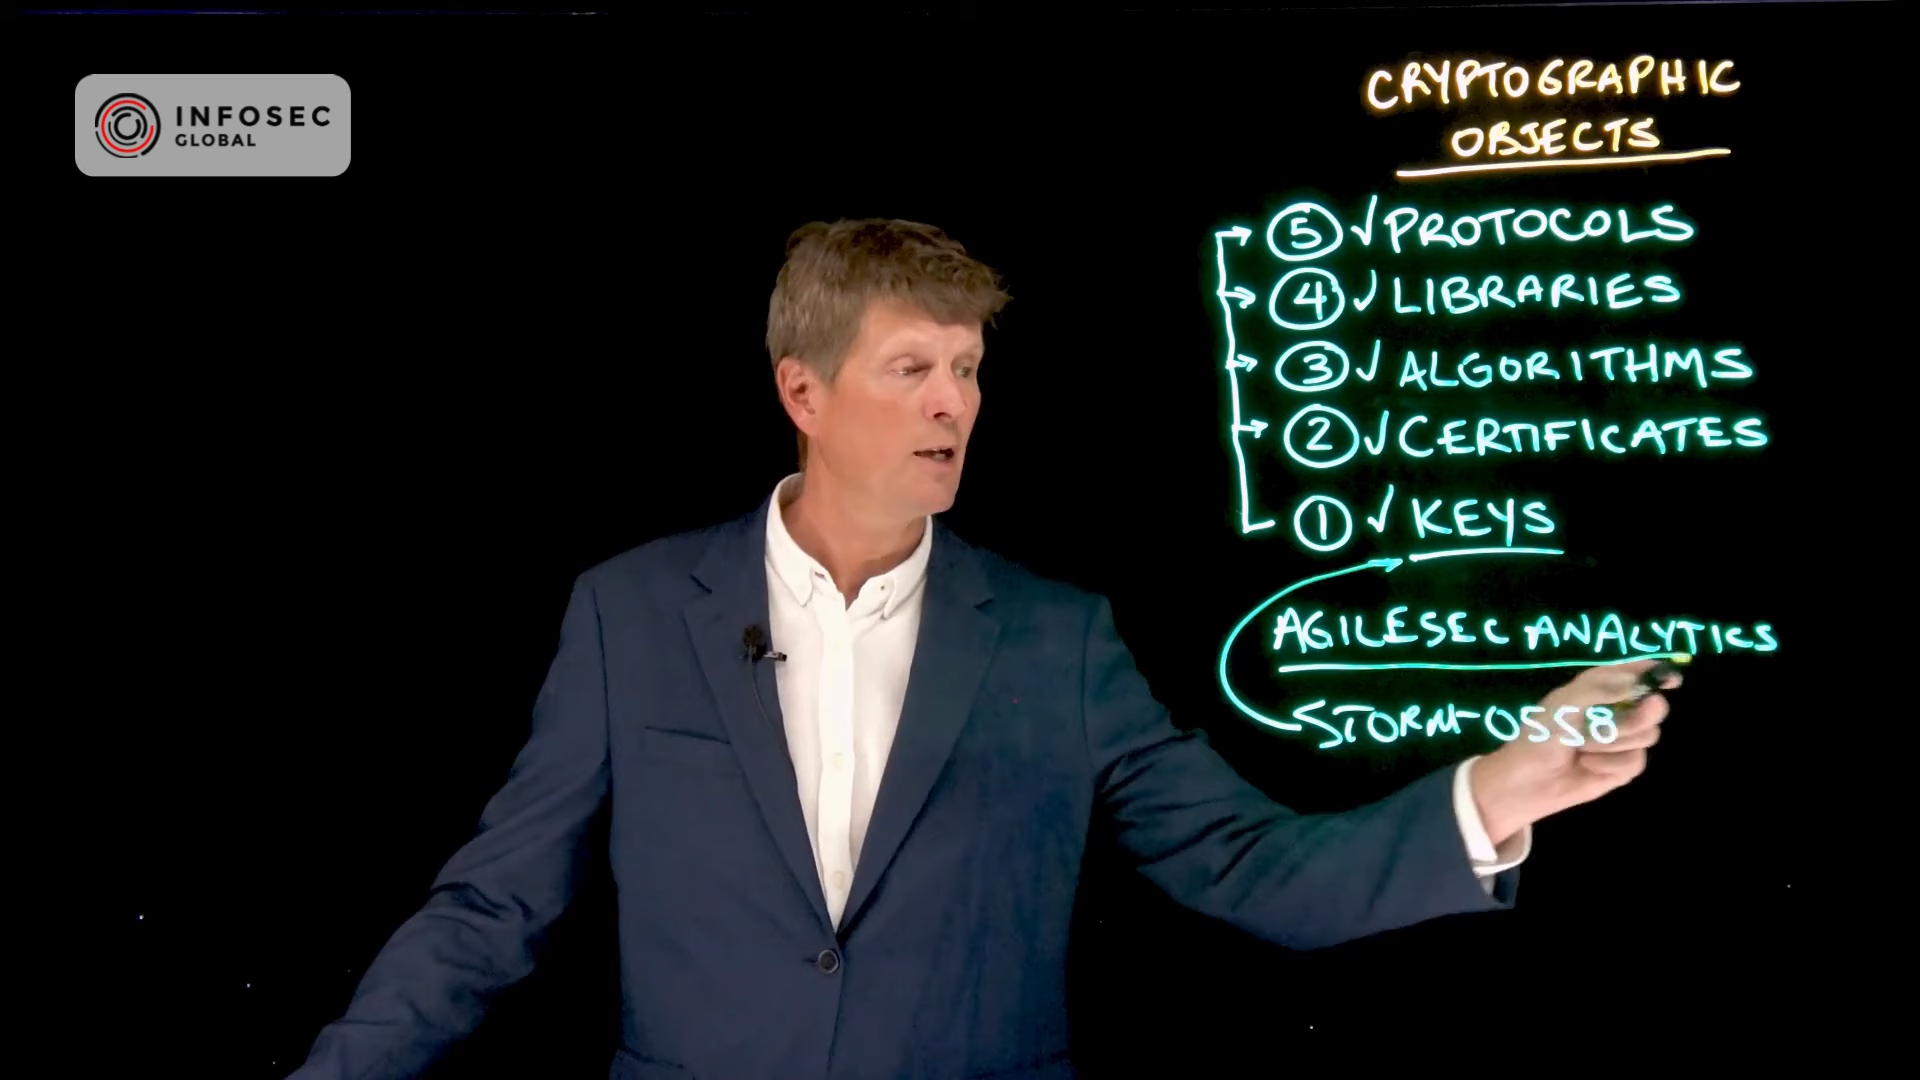 INFOSEC
GLOBAL
CRYPTOGRAPHIC
OBJECTS
5 ✓ PROTOCOLS
4 ✓ LIBRARIES
3 ✓ ALGORITHMS
2 ✓ CERTIFICATES
1 ✓ KEYS
AGILESEC ANALYTICS
STORM-0558